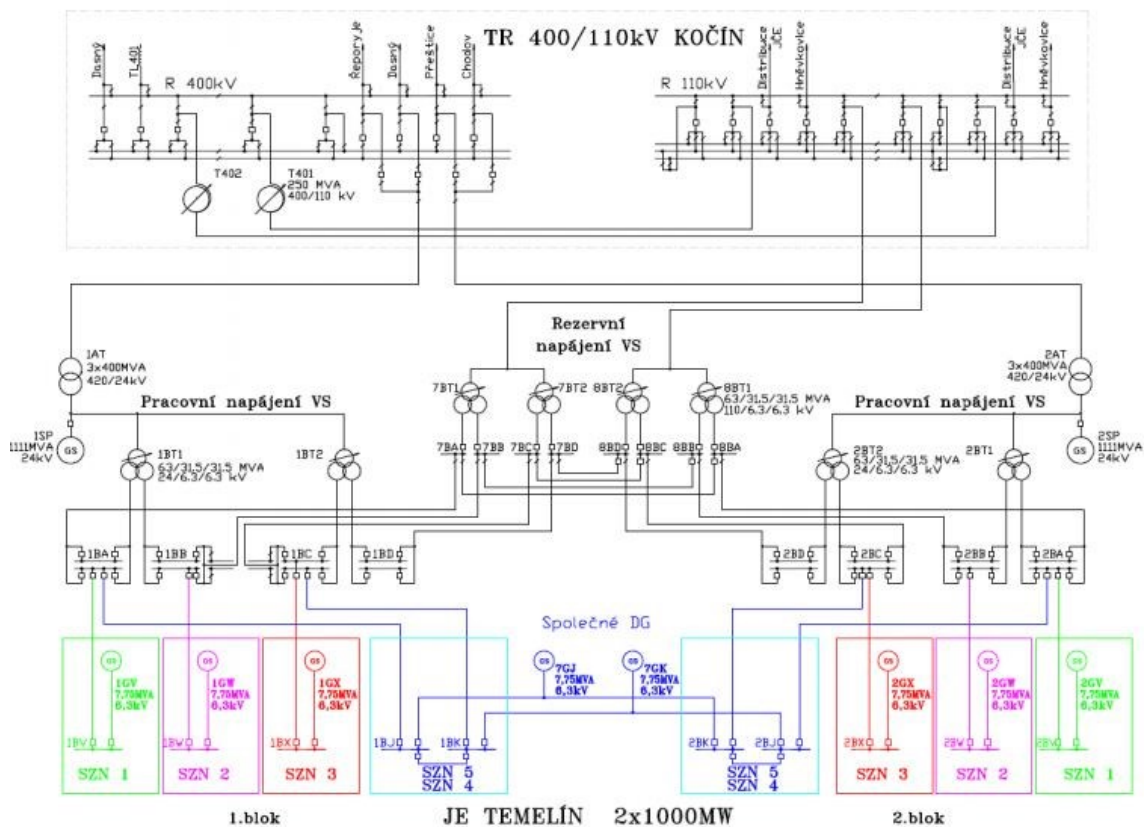 TR 400/110kV KOČÍN
Dasný
TL401
Řeporyje
Dasný
Přeštice
Chodov
Distribuce
JČE
Hněvkovice
Distribuce
JČE
Hněvkovice
R 400kV
R 110kV
T402
T401
250 MVA
400/110 kV
Rezervní
napájení VS
1AT
3x400MVA
420/24kV
2AT
3x400MVA
420/24kV
Pracovní napájení VS
Pracovní napájení VS
7BT1
7BT2
8BT2
8BT1
63/31.5/31.5 MVA
110/6.3/6.3 kV
1SP
1111MVA
24kV
GS
2SP
1111MVA
24kV
GS
1BT1
63/31.5/31.5 MVA
24/6.3/6.3 kV
1BT2
2BT2
63/31.5/31.5 MVA
24/6.3/6.3 kV
2BT1
7BA
7BB
7BC
7BD
8BD
8BC
8BB
8BA
1BA
1BB
1BC
1BD
2BD
2BC
2BB
2BA
Společné DG
GS
1GV
7,75MVA
6,3kV
GS
1GW
7,75MVA
6,3kV
GS
1GX
7,75MVA
6,3kV
GS
7GJ
7,75MVA
6,3kV
GS
7GK
7,75MVA
6,3kV
GS
2GX
7,75MVA
6,3kV
GS
2GW
7,75MVA
6,3kV
GS
2GV
7,75MVA
6,3kV
1BV
1BW
1BX
1BJ
1BK
2BK
2BJ
2BX
2BW
2BV
SZN 1
SZN 2
SZN 3
SZN 5
SZN 4
SZN 5
SZN 4
SZN 3
SZN 2
SZN 1
1.blok
JE TEMELÍN 2x1000MW
2.blok